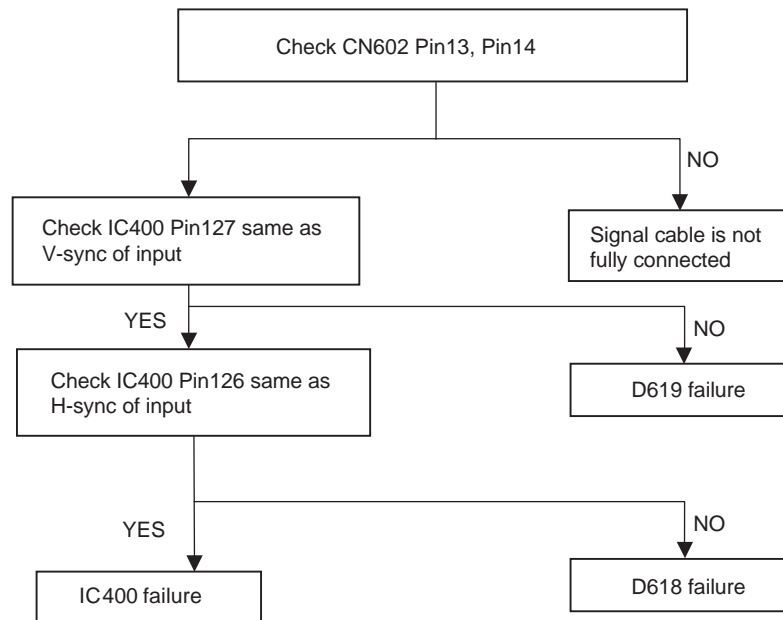 Check CN602 Pin13, Pin14
NO
Check IC400 Pin127 same as
V-sync of input
Signal cable is not
fully connected
YES
NO
Check IC400 Pin126 same as
H-sync of input
D619 failure
YES
NO
IC400 failure
D618 failure